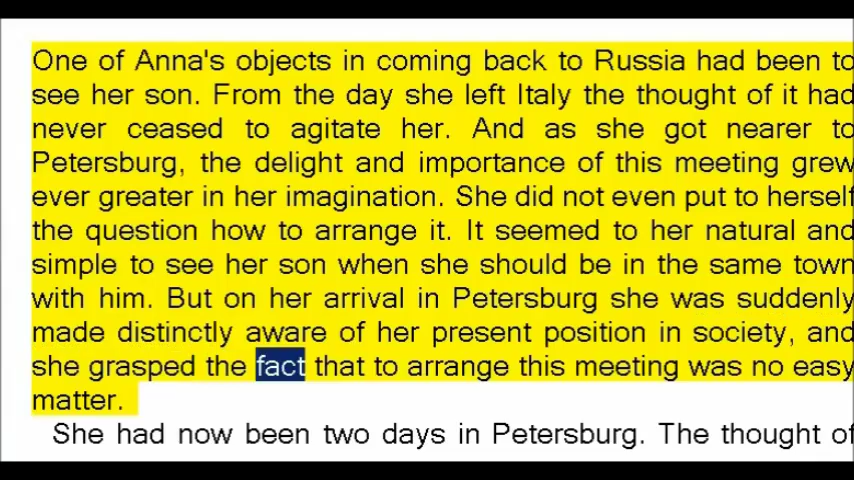 One of Anna's objects in coming back to Russia had been to
see her son. From the day she left Italy the thought of it had
never ceased to agitate her. And as she got nearer to
Petersburg, the delight and importance of this meeting grew
ever greater in her imagination. She did not even put to herself
the question how to arrange it. It seemed to her natural and
simple to see her son when she should be in the same town
with him. But on her arrival in Petersburg she was suddenly
made distinctly aware of her present position in society, and
she grasped the fact that to arrange this meeting was no easy
matter.
She had now been two days in Petersburg. The thought of